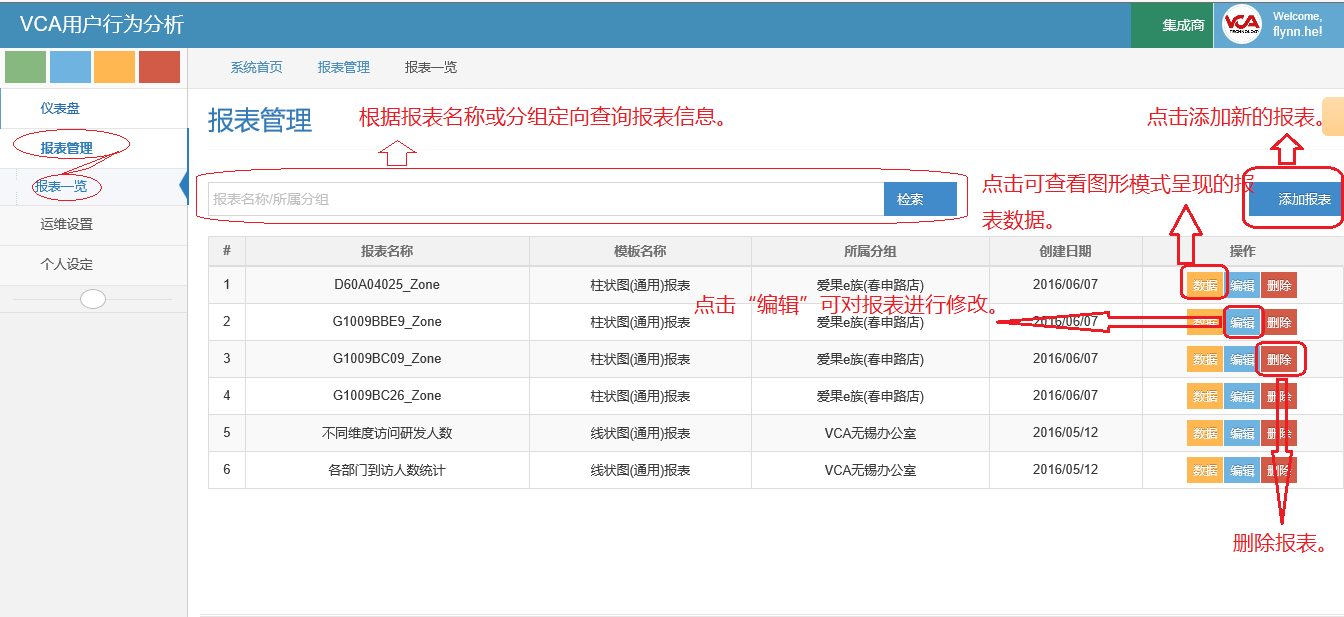 VCA用户行为分析
集成商
VCA
TECHNOLOGY
Welcome,
flynn.he!
系统首页 报表管理 报表一览
仪表盘
报表管理
报表一览
运维设置
个人设定
报表管理
根据报表名称或分组定向查询报表信息。
点击添加新的报表。
报表名称/所属分组 检索
点击可查看图形模式呈现的报
表数据。
添加报表
# 报表名称 模板名称 所属分组 创建日期 操作
1 D60A04025_Zone 柱状图(通用)报表 爱果e族(春申路店) 2016/06/07 数据 编辑 删除
点击“编辑”可对报表进行修改。
2 G1009BBE9_Zone 柱状图(通用)报表 爱果e族(春申路店) 2016/06/07 数据 编辑 删除
3 G1009BC09_Zone 柱状图(通用)报表 爱果e族(春申路店) 2016/06/07 数据 编辑 删除
4 G1009BC26_Zone 柱状图(通用)报表 爱果e族(春申路店) 2016/06/07 数据 编辑 删除
5 不同维度访问研发人数 线状图(通用)报表 VCA无锡办公室 2016/05/12 数据 编辑 删除
6 各部门到访人数统计 线状图(通用)报表 VCA无锡办公室 2016/05/12 数据 编辑 删除
删除报表。